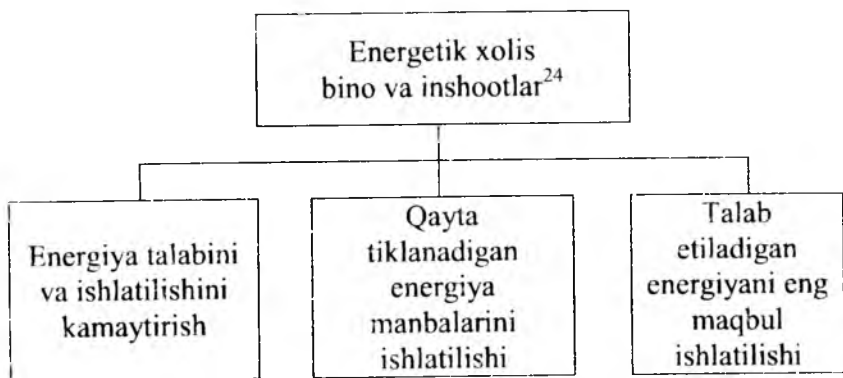 Energetik xolis
bino va inshootlar²⁴
Energiya talabini
va ishlatilishini
kamaytirish
Qayta
tiklanadigan
energiya
manbalarini
ishlatilishi
Talab
etiladigan
energiyani eng
maqbul
ishlatilishi